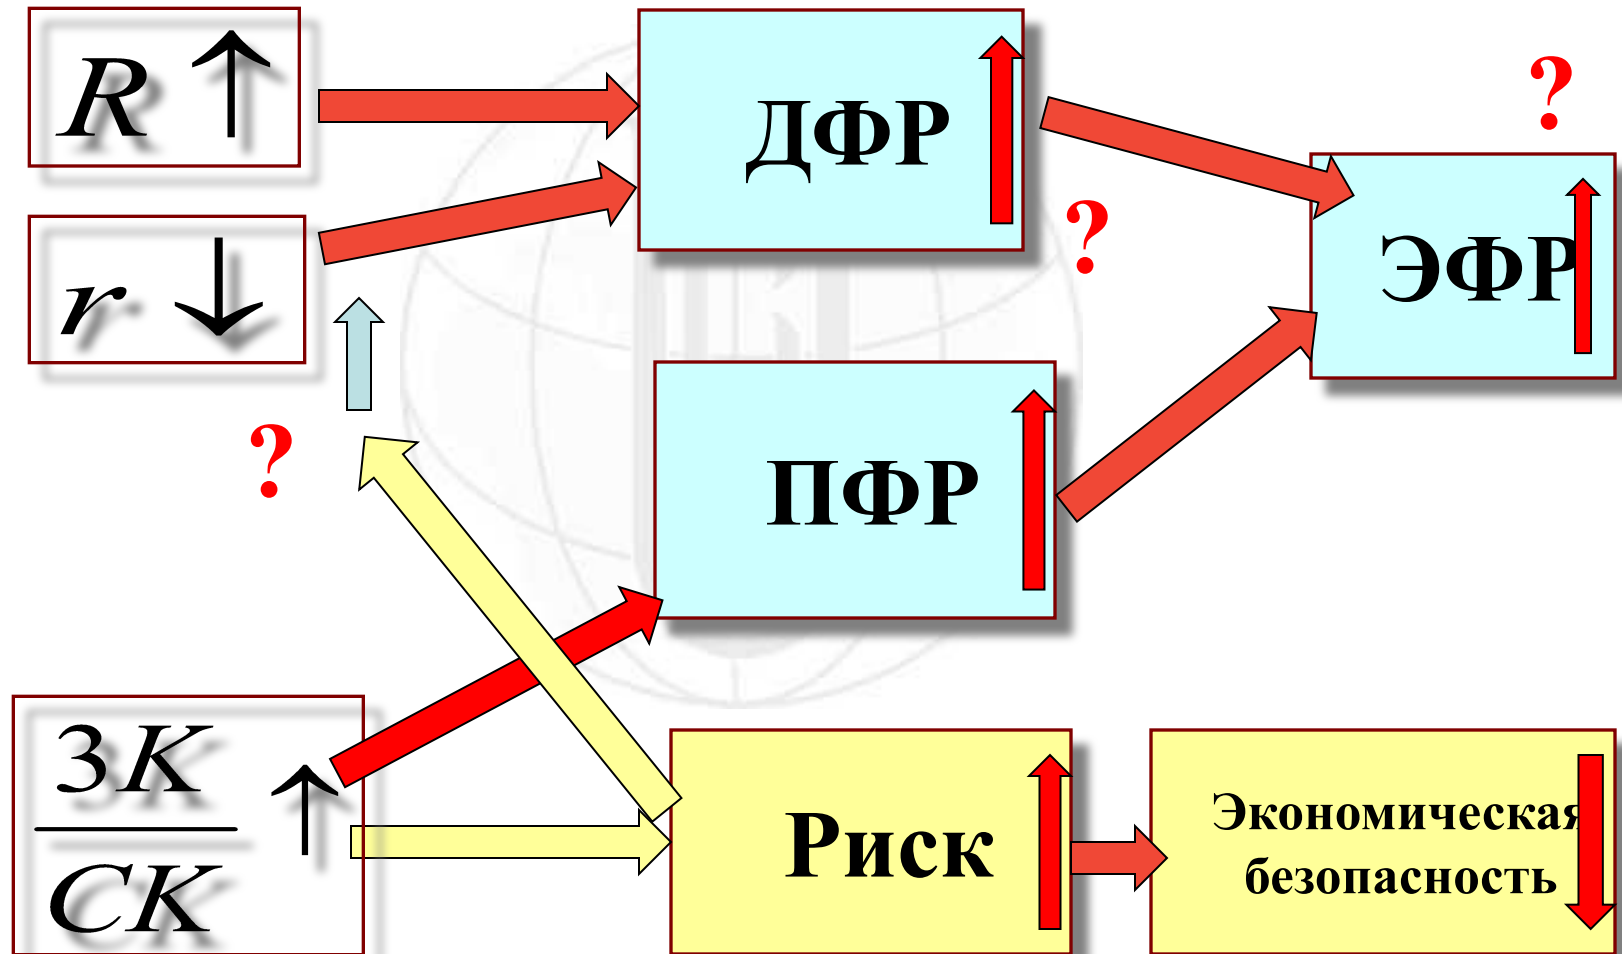 R ↑
ДФР
?
r ↓
?
ЭФР
?
ПФР
ЗК
СК
↑
Риск
Экономическая
безопасность